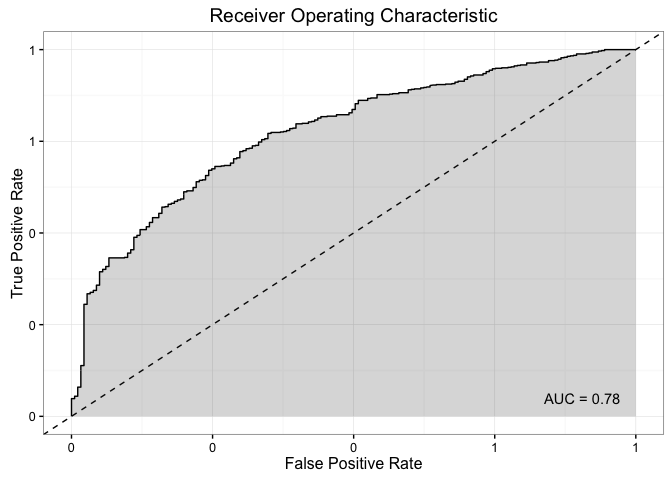 Receiver Operating Characteristic
True Positive Rate
1
1
0
0
0
AUC = 0.78
0
0
0
1
1
False Positive Rate